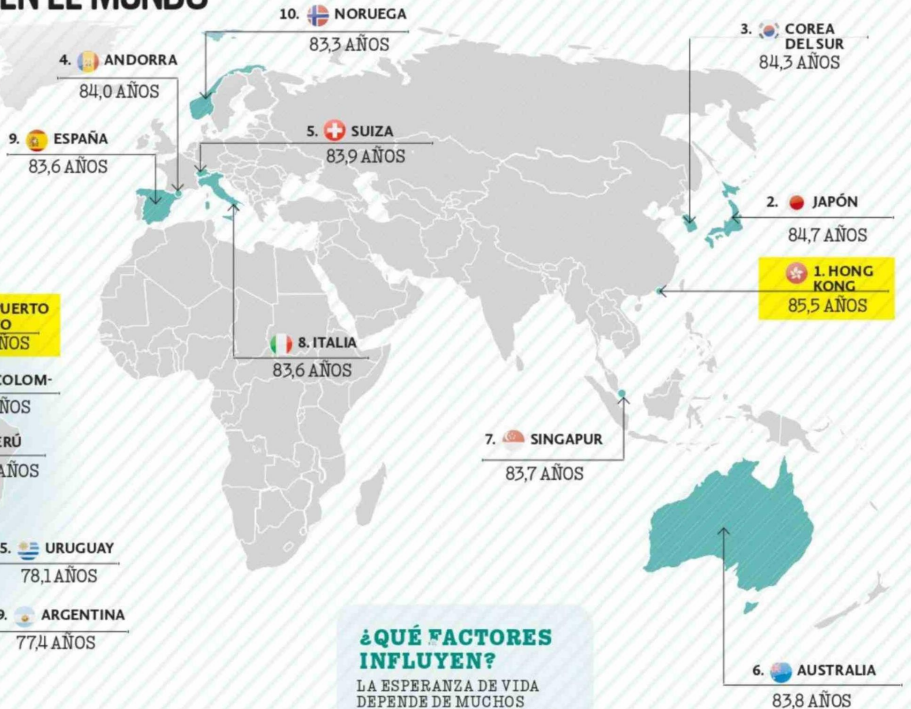 EN EL MUNDO
10. NORUEGA
83,3 AÑOS
3. COREA
DEL SUR
84,3 AÑOS
4. ANDORRA
84,0 AÑOS
9. ESPAÑA
83,6 AÑOS
5. SUIZA
83,9 AÑOS
2. JAPÓN
84,7 AÑOS
1. HONG
KONG
85,5 AÑOS
UERTO
O
ÑOS
8. ITALIA
83,6 AÑOS
COLOM-
ÑOS
ERÚ
AÑOS
7. SINGAPUR
83,7 AÑOS
5. URUGUAY
78,1 AÑOS
9. ARGENTINA
77,4 AÑOS
¿QUÉ FACTORES
INFLUYEN?
LA ESPERANZA DE VIDA
DEPENDE DE MUCHOS
6. AUSTRALIA
83,8 AÑOS